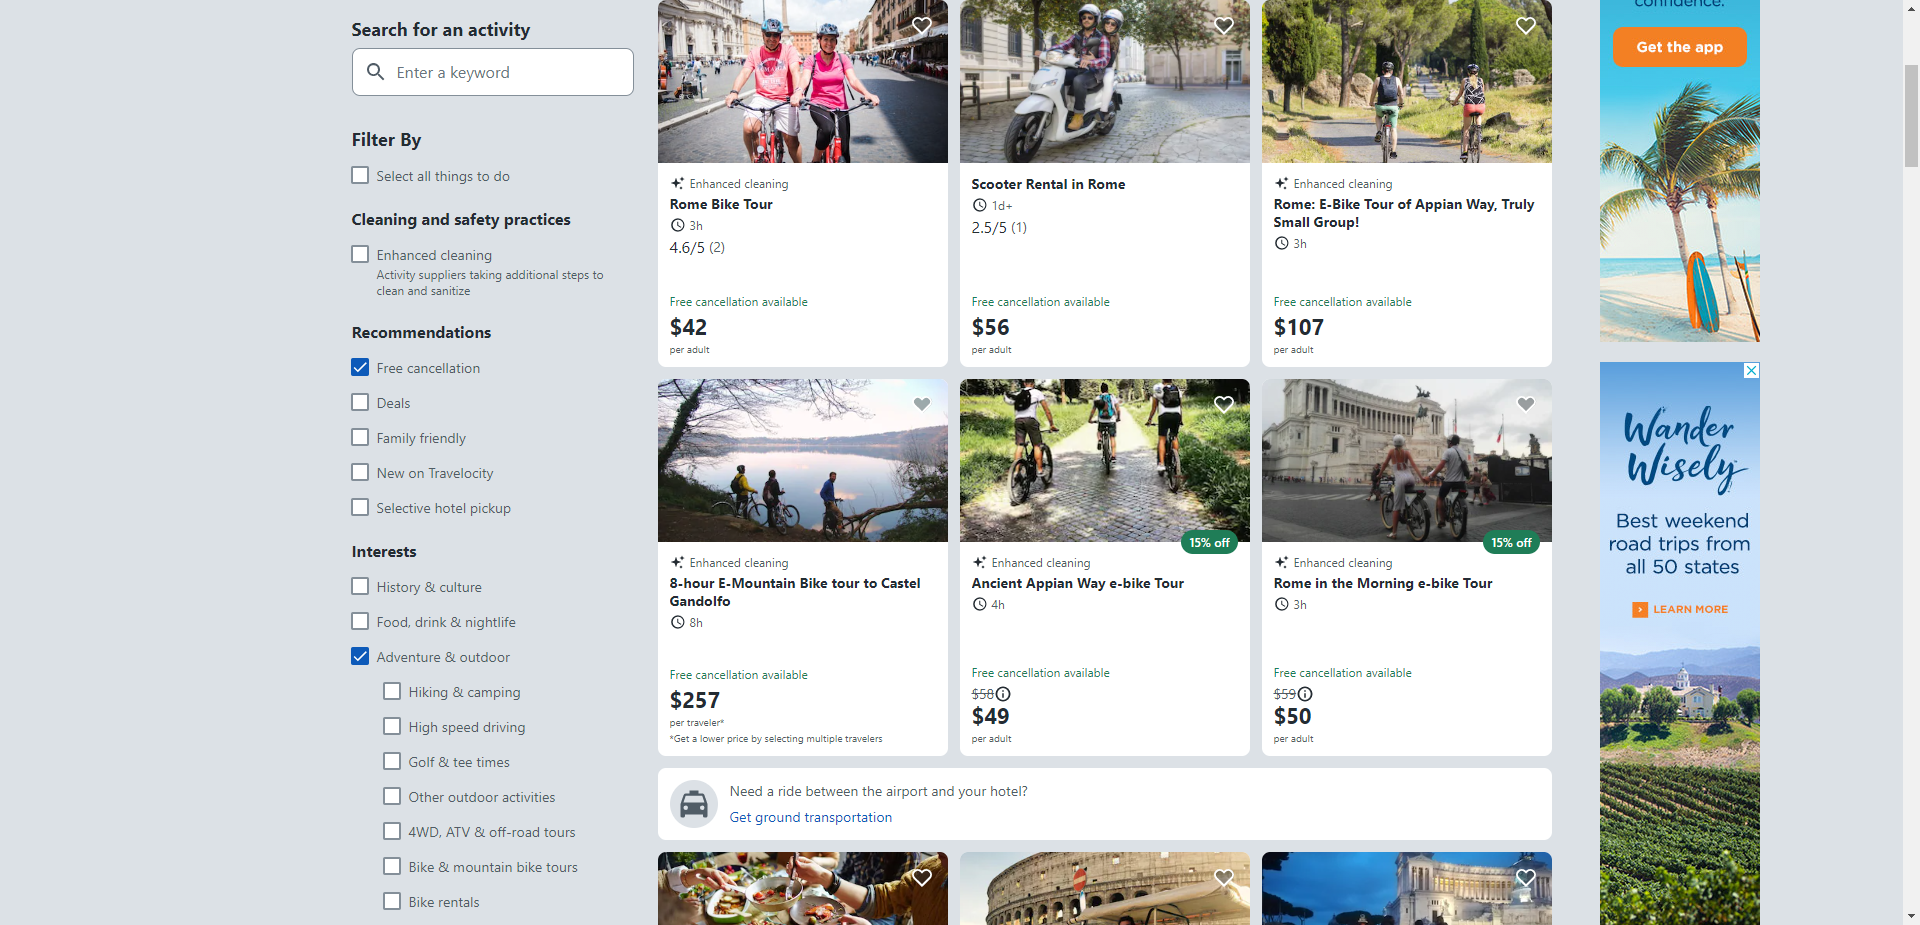 Search for an activity
Enter a keyword
Filter By
Select all things to do
Cleaning and safety practices
Enhanced cleaning
Activity suppliers taking additional steps to
clean and sanitize
Recommendations
Free cancellation
Deals
Family friendly
New on Travelocity
Selective hotel pickup
Interests
History & culture
Food, drink & nightlife
Adventure & outdoor
Hiking & camping
High speed driving
Golf & tee times
Other outdoor activities
4WD, ATV & off-road tours
Bike & mountain bike tours
Bike rentals
Enhanced cleaning
Rome Bike Tour
3h
4.6/5 (2)
Free cancellation available
$42
per adult
Scooter Rental in Rome
1d+
2.5/5 (1)
Free cancellation available
$56
per adult
Enhanced cleaning
Rome: E-Bike Tour of Appian Way, Truly
Small Group!
3h
Free cancellation available
$107
per adult
Enhanced cleaning
8-hour E-Mountain Bike tour to Castel
Gandolfo
8h
Free cancellation available
$257
per traveler*
*Get a lower price by selecting multiple travelers
15% off
Enhanced cleaning
Ancient Appian Way e-bike Tour
4h
Free cancellation available
$58
$49
per adult
15% off
Enhanced cleaning
Rome in the Morning e-bike Tour
3h
Free cancellation available
$59
$50
per adult
Need a ride between the airport and your hotel?
Get ground transportation
confidence.
Get the app
Wander
Wisely
Best weekend
road trips from
all 50 states
LEARN MORE